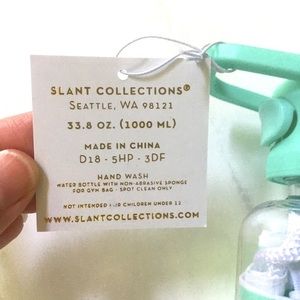 SLANT COLLECTIONS®
SEATTLE, WA 98121
33.8 OZ. (1000 ML)
MADE IN CHINA
D18 · 5HP · 3DF
HAND WASH
WATER BOTTLE WITH NON-ABRASIVE SPONGE
FOR GYM BAG · SPOT CLEAN ONLY
NOT INTENDED FOR CHILDREN UNDER 12
WWW.SLANTCOLLECTIONS.COM